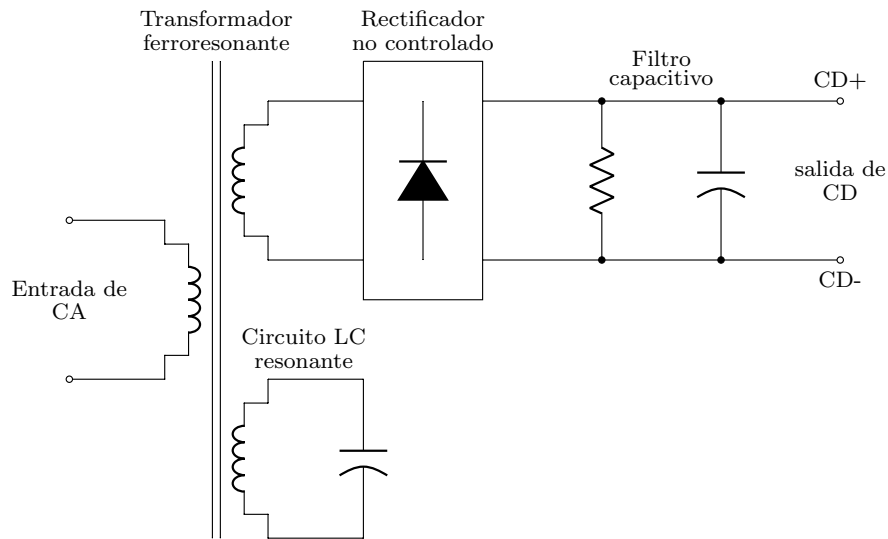 Transformador
ferroresonante
Rectificador
no controlado
Filtro
capacitivo
CD+
salida de
CD
CD-
Entrada de
CA
Circuito LC
resonante